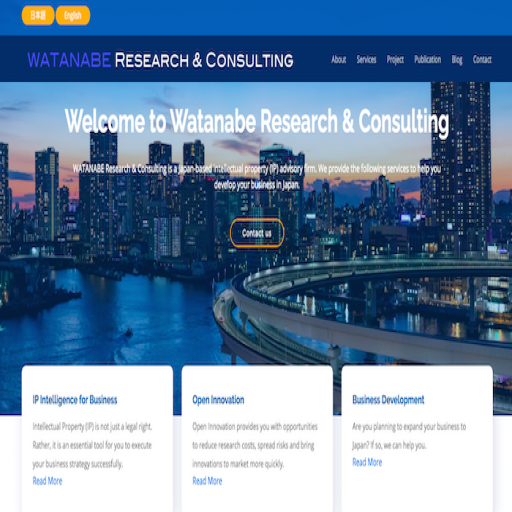 日本語 English
WATANABE RESEARCH & CONSULTING About Services Project Publication Blog Contact
Welcome to Watanabe Research & Consulting
WATANABE Research & Consulting is a Japan-based intellectual property (IP) advisory firm. We provide the following services to help you
develop your business in Japan.
Contact us
IP Intelligence for Business
Intellectual Property (IP) is not just a legal right.
Rather, it is an essential tool for you to execute
your business strategy successfully.
Read More
Open Innovation
Open Innovation provides you with opportunities
to reduce research costs, spread risks and bring
innovations to market more quickly.
Read More
Business Development
Are you planning to expand your business to
Japan? If so, we can help you.
Read More